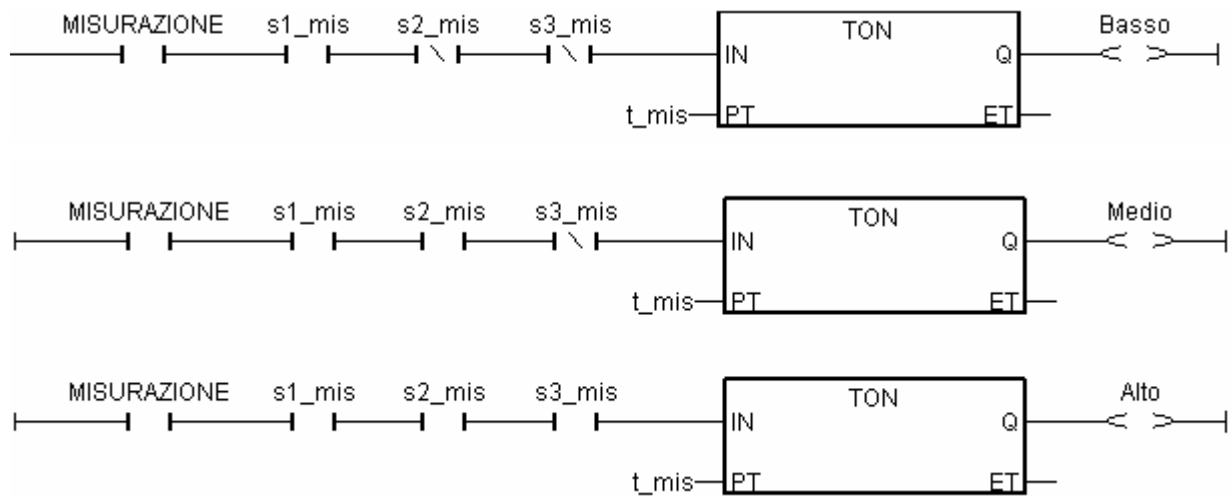 MISURAZIONE s1_mis s2_mis s3_mis TON Basso
IN Q
t_mis PT ET
MISURAZIONE s1_mis s2_mis s3_mis TON Medio
IN Q
t_mis PT ET
MISURAZIONE s1_mis s2_mis s3_mis TON Alto
IN Q
t_mis PT ET